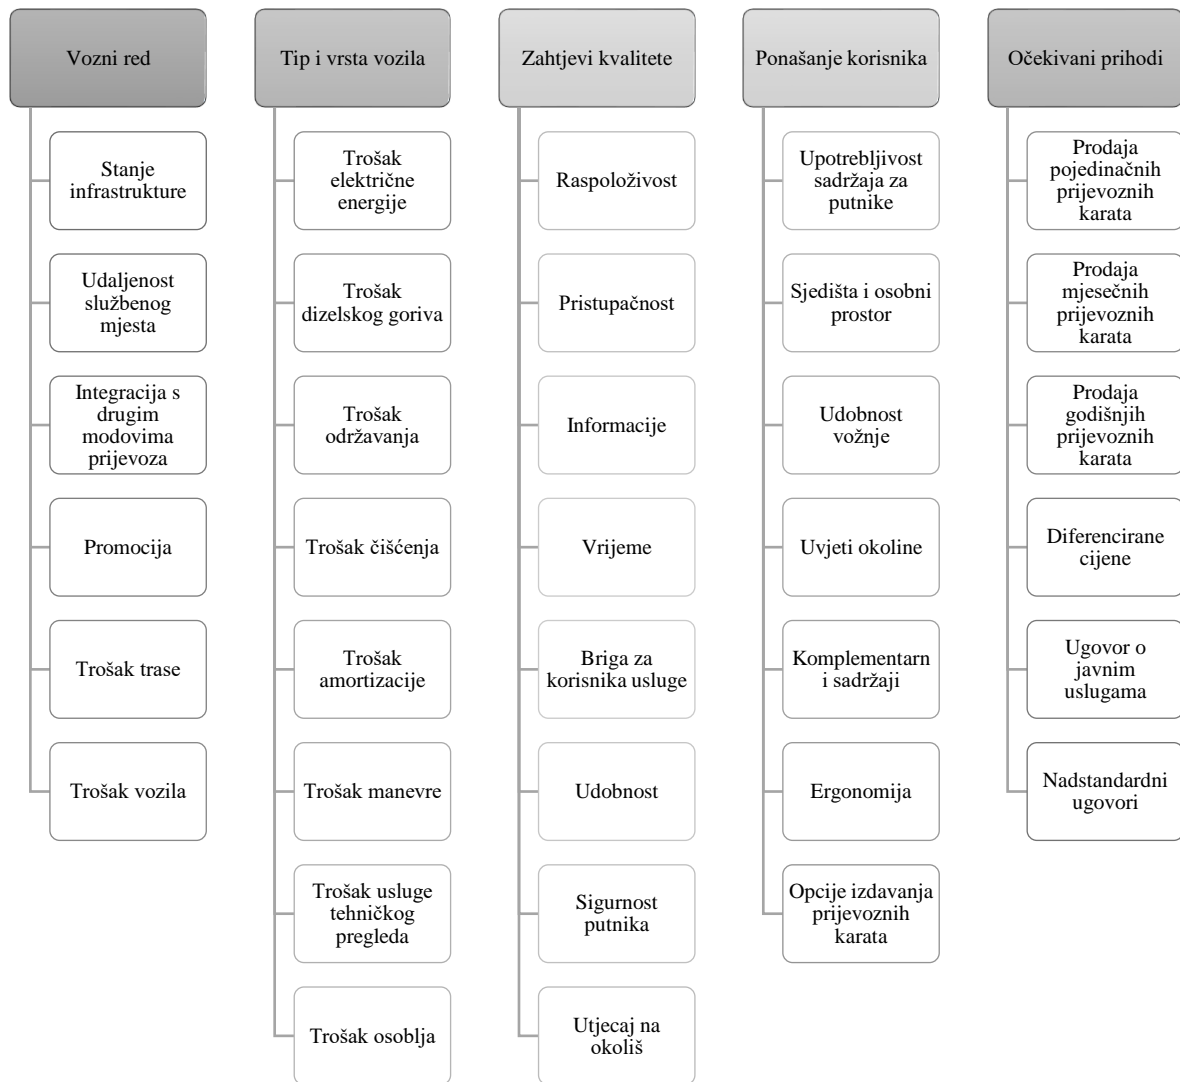 Vozni red
Stanje
infrastrukture
Udaljenost
službenog
mjesta
Integracija s
drugim
modovima
prijevoza
Promocija
Trošak trase
Trošak vozila
Tip i vrsta vozila
Trošak
električne
energije
Trošak
dizelskog goriva
Trošak
održavanja
Trošak čišćenja
Trošak
amortizacije
Trošak manevre
Trošak usluge
tehničkog
pregleda
Trošak osoblja
Zahtjevi kvalitete
Raspoloživost
Pristupačnost
Informacije
Vrijeme
Briga za
korisnika usluge
Udobnost
Sigurnost
putnika
Utjecaj na
okoliš
Ponašanje korisnika
Upotrebljivost
sadržaja za
putnike
Sjedišta i osobni
prostor
Udobnost
vožnje
Uvjeti okoline
Komplementarn
i sadržaji
Ergonomija
Opcije izdavanja
prijevoznih
karata
Očekivani prihodi
Prodaja
pojedinačnih
prijevoznih
karata
Prodaja
mjesečnih
prijevoznih
karata
Prodaja
godišnjih
prijevoznih
karata
Diferencirane
cijene
Ugovor o
javnim
uslugama
Nadstandardni
ugovori